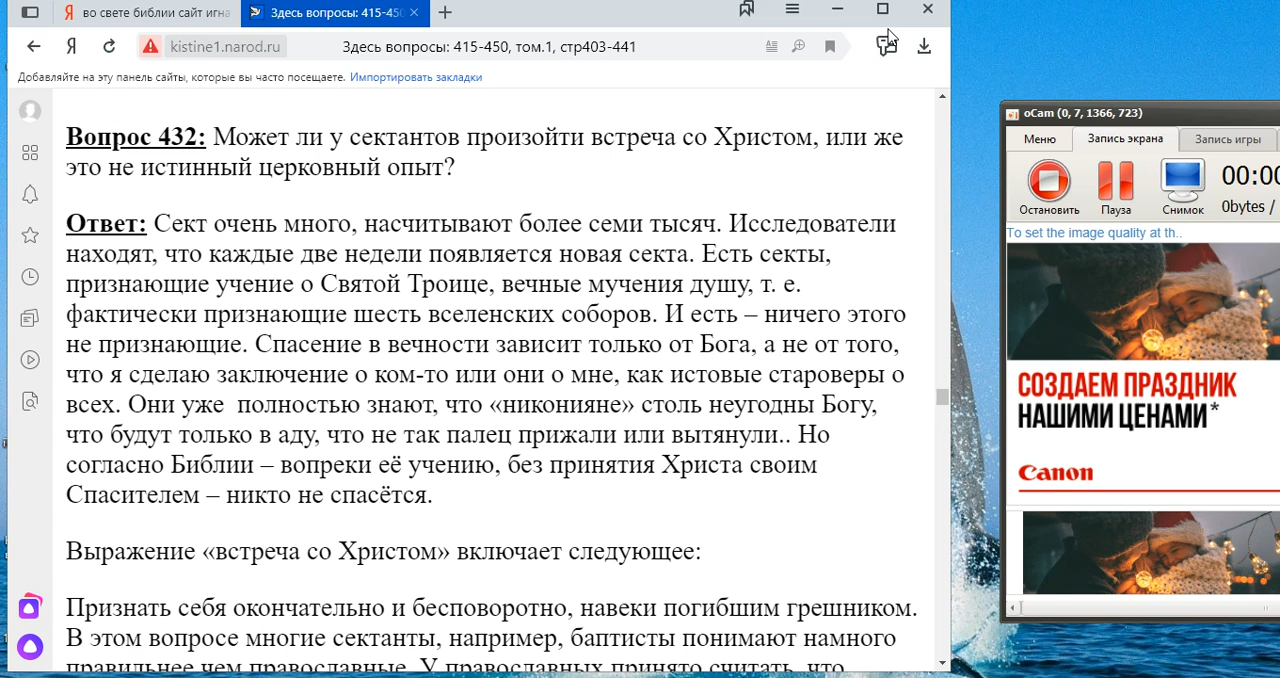 во свете библии сайт игна
Здесь вопросы: 415-450
kistine1.narod.ru
Здесь вопросы: 415-450, том.1, стр403-441
Добавляйте на эту панель сайты, которые вы часто посещаете. Импортировать закладки
Вопрос 432: Может ли у сектантов произойти встреча со Христом, или же
это не истинный церковный опыт?
Ответ: Сект очень много, насчитывают более семи тысяч. Исследователи
находят, что каждые две недели появляется новая секта. Есть секты,
признающие учение о Святой Троице, вечные мучения душу, т. е.
фактически признающие шесть вселенских соборов. И есть – ничего этого
не признающие. Спасение в вечности зависит только от Бога, а не от того,
что я сделаю заключение о ком-то или они о мне, как истовые староверы о
всех. Они уже полностью знают, что «никонияне» столь неугодны Богу,
что будут только в аду, что не так палец прижали или вытянули.. Но
согласно Библии – вопреки её учению, без принятия Христа своим
Спасителем – никто не спасётся.
Выражение «встреча со Христом» включает следующее:
Признать себя окончательно и бесповоротно, навеки погибшим грешником.
В этом вопросе многие сектанты, например, баптисты понимают намного
правильнее чем православные. У православных принято считать, что
oCam (0, 7, 1366, 723)
Меню Запись экрана Запись игры
00:00
Остановить Пауза Снимок 0bytes /
To set the image quality at th..
СОЗДАЕМ ПРАЗДНИК
НАШИМИ ЦЕНАМИ*
Canon